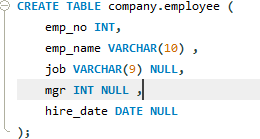 CREATE TABLE company.employee (
emp_no INT,
emp_name VARCHAR(10) ,
job VARCHAR(9) NULL,
mgr INT NULL ,
hire_date DATE NULL
);